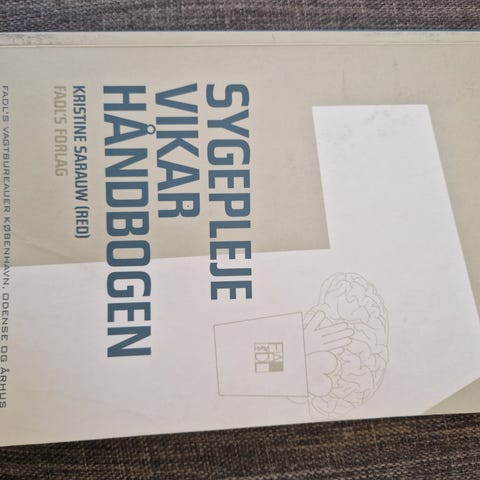 SYGEPLEJE
VIKAR
HÅNDBOGEN
KRISTINE SARAUW (RED)
FADL'S FORLAG
FADL'S VAGTBUREAUER KØBENHAVN, ODENSE OG ÅRHUS